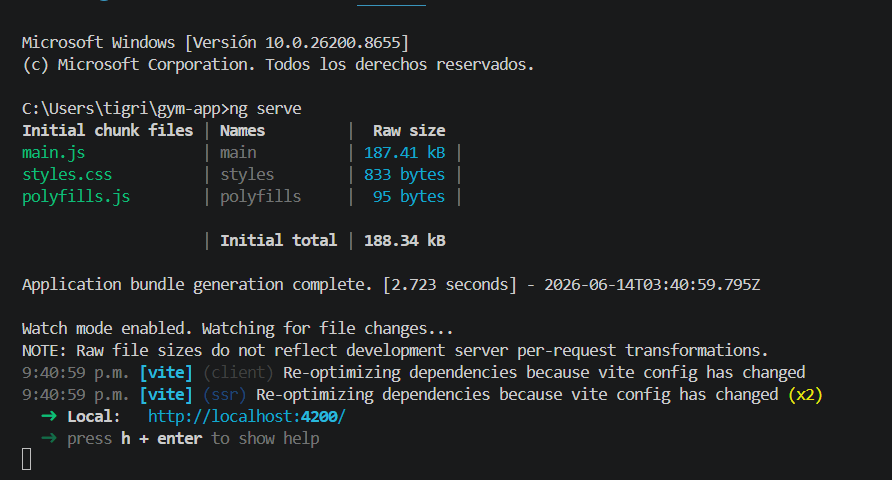 Microsoft Windows [Versión 10.0.26200.8655]
(c) Microsoft Corporation. Todos los derechos reservados.
C:\Users\tigri\gym-app>ng serve
Initial chunk files | Names | Raw size
main.js | main | 187.41 kB |
styles.css | styles | 833 bytes |
polyfills.js | polyfills | 95 bytes |
| Initial total | 188.34 kB
Application bundle generation complete. [2.723 seconds] - 2026-06-14T03:40:59.795Z
Watch mode enabled. Watching for file changes...
NOTE: Raw file sizes do not reflect development server per-request transformations.
9:40:59 p.m. [vite] (client) Re-optimizing dependencies because vite config has changed
9:40:59 p.m. [vite] (ssr) Re-optimizing dependencies because vite config has changed (x2)
➜ Local: http://localhost:4200/
➜ press h + enter to show help